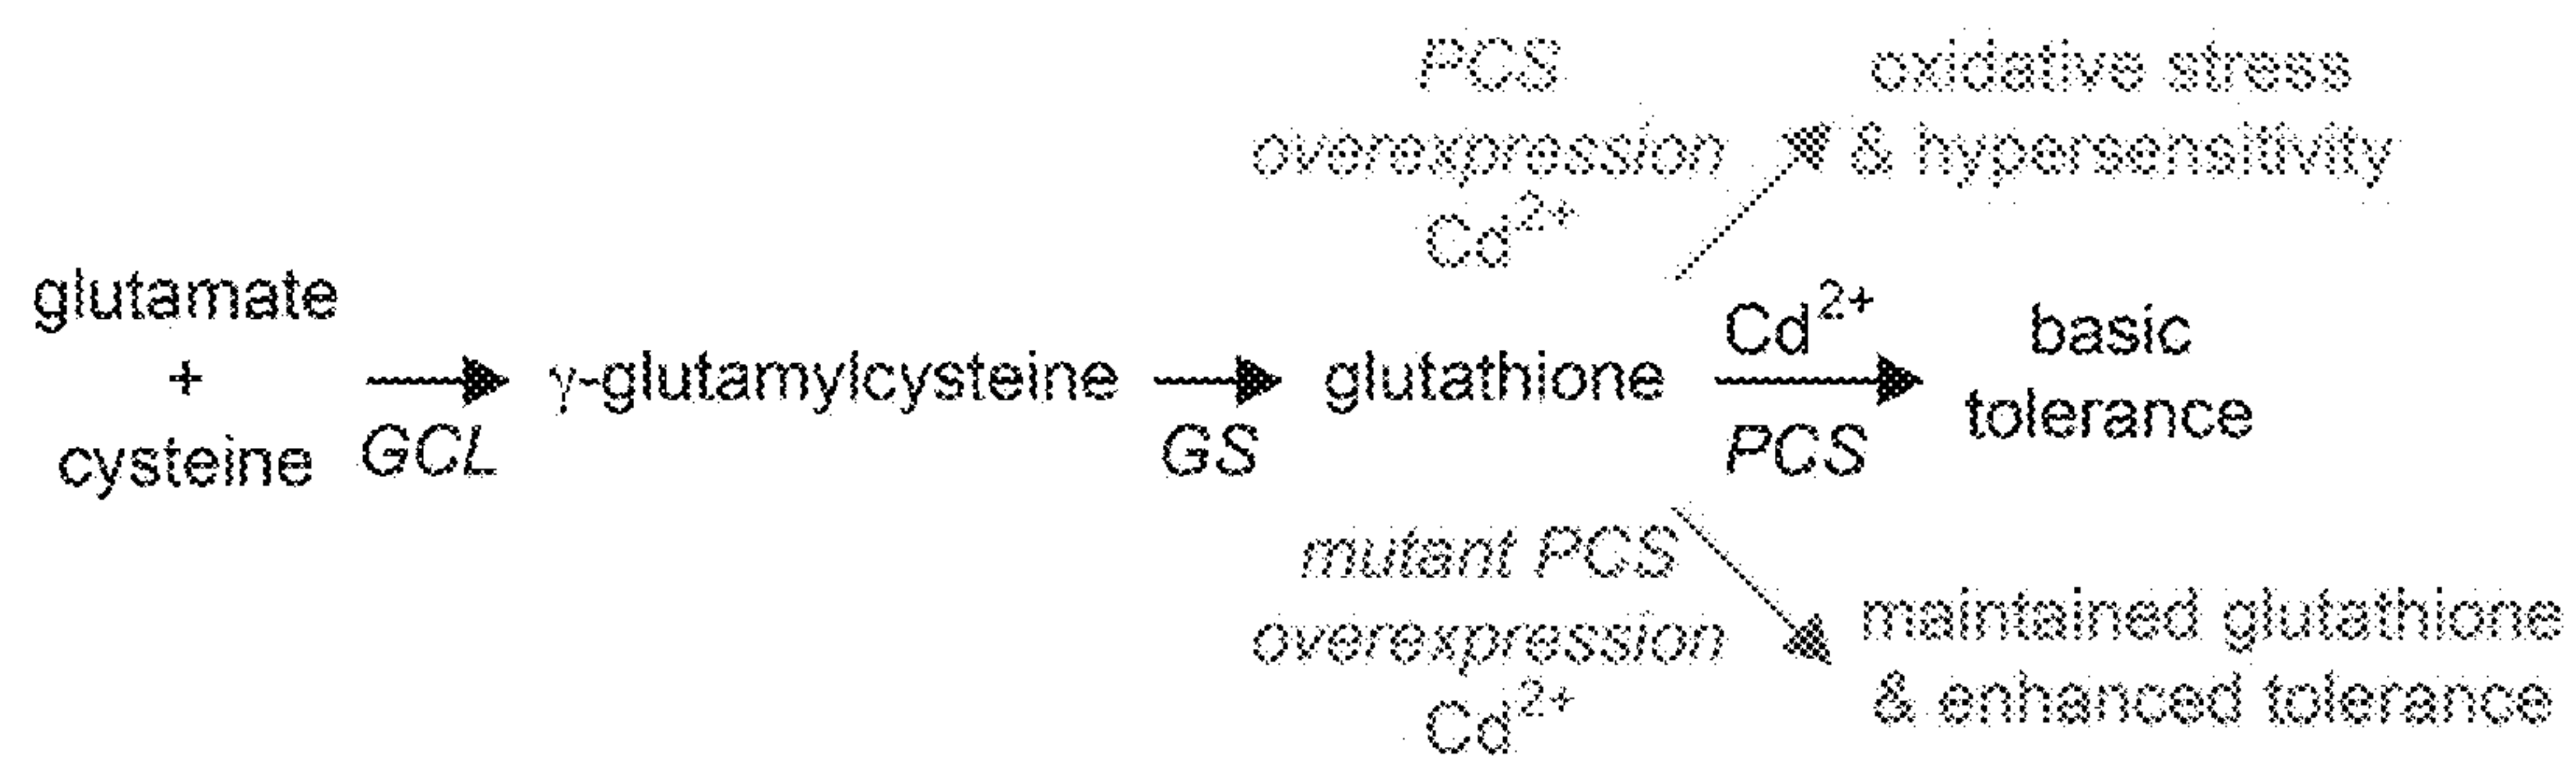 PCS
overexpression
Cd2+
oxidative stress
& hypersensitivity
glutamate
+
cysteine
GCL
γ-glutamylcysteine
GS
glutathione
Cd2+
PCS
basic
tolerance
mutant PCS
overexpression
Cd2+
maintained glutathione
& enhanced tolerance